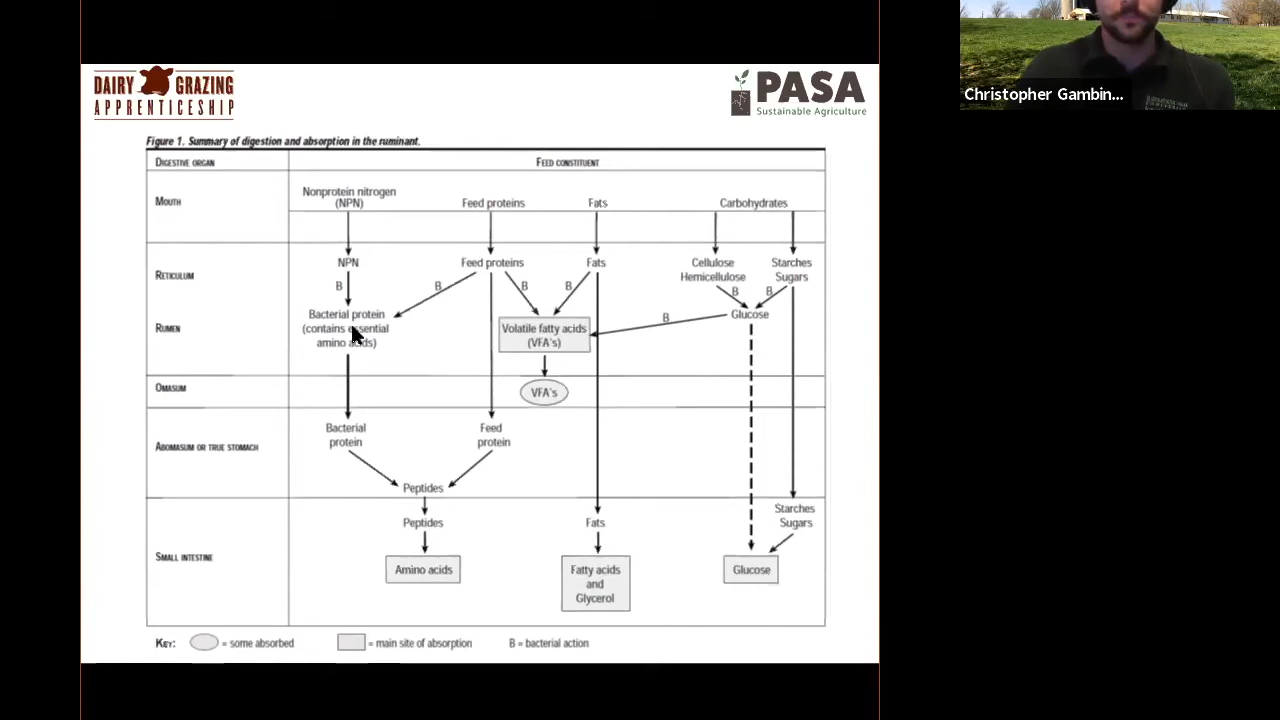 DAIRY GRAZING
APPRENTICESHIP
PASA
Sustainable Agriculture
Christopher Gambin...
Figure 1. Summary of digestion and absorption in the ruminant.
DIGESTIVE ORGAN
FEED CONSTITUENT
MOUTH
Nonprotein nitrogen
(NPN)
Feed proteins
Fats
Carbohydrates
RETICULUM
NPN
Feed proteins
Fats
Cellulose
Hemicellulose
Starches
Sugars
B
B
B
B
B
B
RUMEN
Bacterial protein
(contains essential
amino acids)
Volatile fatty acids
(VFA's)
B
Glucose
OMASUM
VFA's
ABOMASUM OR TRUE STOMACH
Bacterial
protein
Feed
protein
Peptides
SMALL INTESTINE
Peptides
Fats
Starches
Sugars
Amino acids
Fatty acids
and
Glycerol
Glucose
KEY:
= some absorbed
= main site of absorption
B = bacterial action